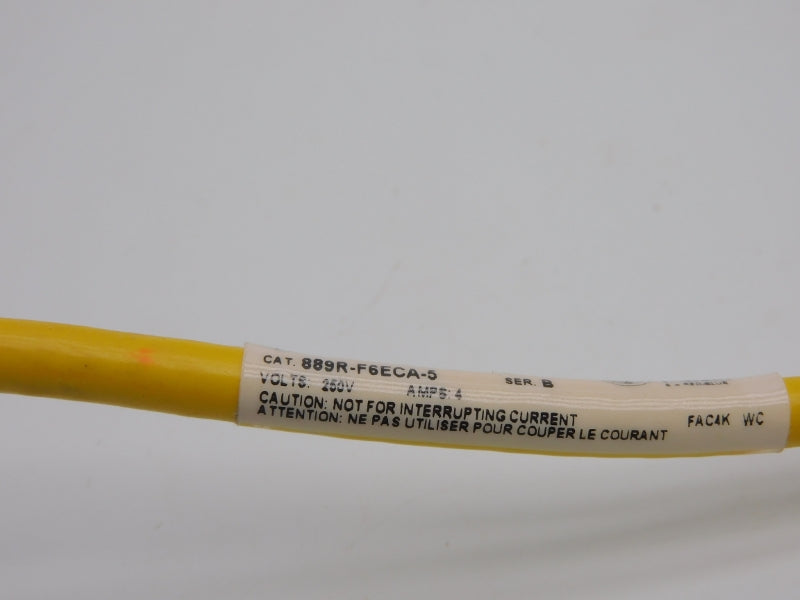 CAT. 889R-F6ECA-5 SER. B
VOLTS: 250V AMPS: 4
CAUTION: NOT FOR INTERRUPTING CURRENT
ATTENTION: NE PAS UTILISER POUR COUPER LE COURANT FAC4K WC